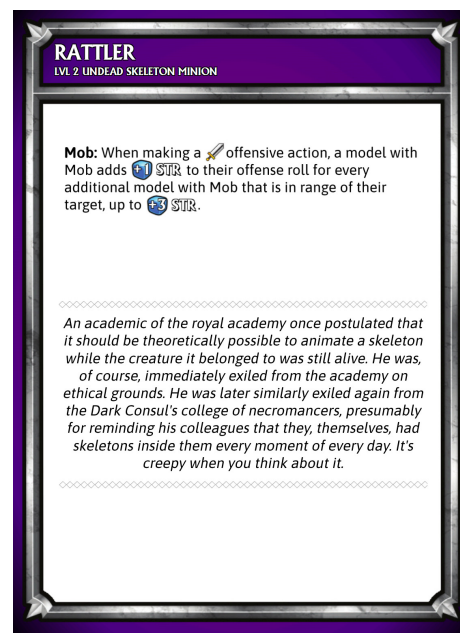 RATTLER
LVL 2 UNDEAD SKELETON MINION
Mob: When making a offensive action, a model with
Mob adds +1 STR to their offense roll for every
additional model with Mob that is in range of their
target, up to +3 STR.
An academic of the royal academy once postulated that
it should be theoretically possible to animate a skeleton
while the creature it belonged to was still alive. He was,
of course, immediately exiled from the academy on
ethical grounds. He was later similarly exiled again from
the Dark Consul's college of necromancers, presumably
for reminding his colleagues that they, themselves, had
skeletons inside them every moment of every day. It's
creepy when you think about it.